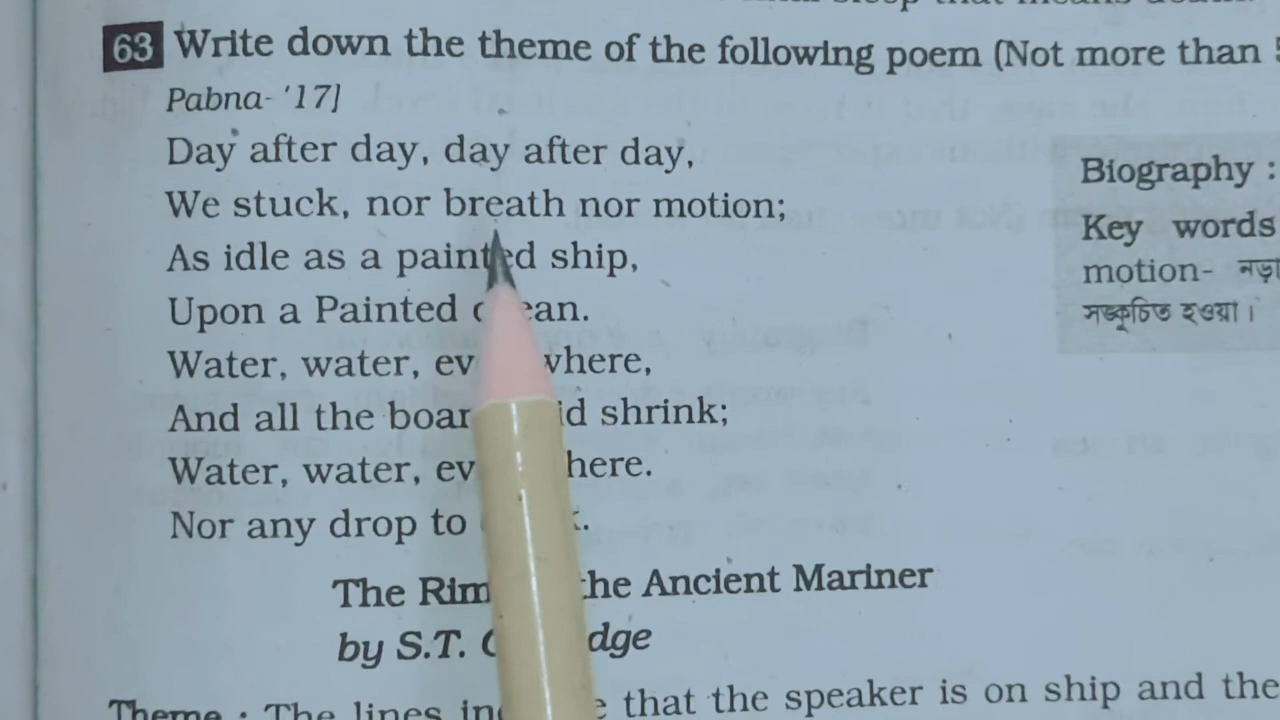 63 Write down the theme of the following poem (Not more than
Pabna- '17]
Day after day, day after day,
We stuck, nor breath nor motion;
As idle as a painted ship,
Upon a Painted ocean.
Water, water, everywhere,
And all the boards did shrink;
Water, water, everywhere.
Nor any drop to
The Rime of the Ancient Mariner
by S.T. Coleridge
Theme : The lines that the speaker is on ship and the
Biography :
Key words
motion-
সঙ্কুচিত হওয়া।